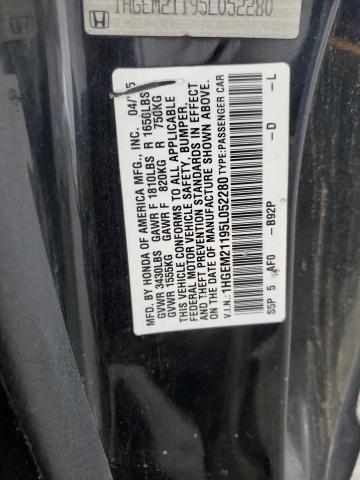 1HGEM21195L052280
MFD. BY HONDA OF AMERICA MFG., INC. 04/ 5
GVWR 3430LBS GAWR F 1810LBS R 1650LBS
GVWR 1555KG GAWR F 820KG R 750KG
THIS VEHICLE CONFORMS TO ALL APPLICABLE
FEDERAL MOTOR VEHICLE SAFETY, BUMPER,
AND THEFT PREVENTION STANDARDS IN EFFECT
ON THE DATE OF MANUFACTURE SHOWN ABOVE.
V.I.N.:1HGEM21195L052280 TYPE:PASSENGER CAR
S5P 5 AF0 —B92P —D —L